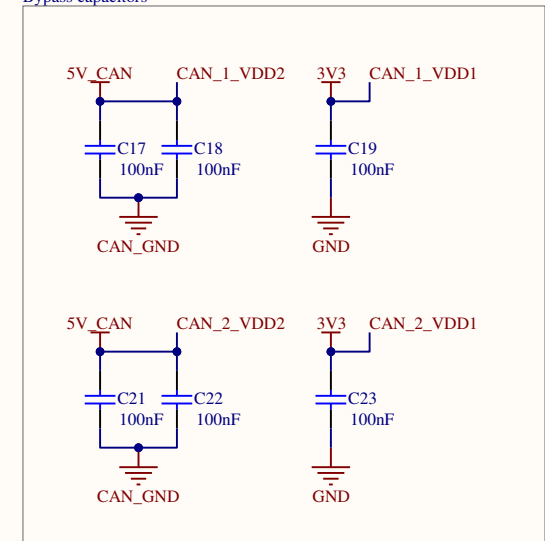 Bypass capacitors
5V_CAN CAN_1_VDD2 3V3 CAN_1_VDD1
C17 C18 C19
100nF 100nF 100nF
CAN_GND GND
5V_CAN CAN_2_VDD2 3V3 CAN_2_VDD1
C21 C22 C23
100nF 100nF 100nF
CAN_GND GND